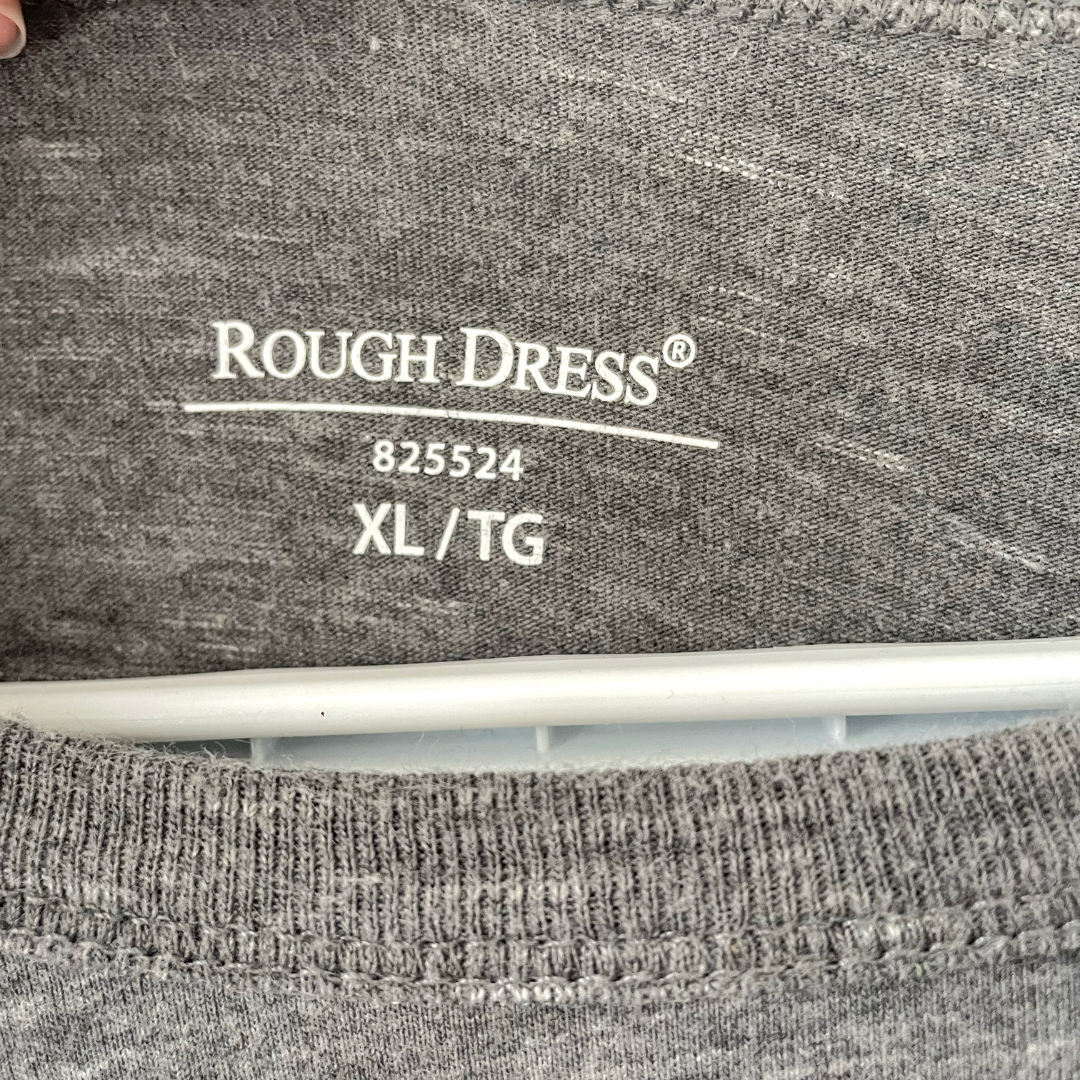 ROUGH DRESS®
825524
XL/TG